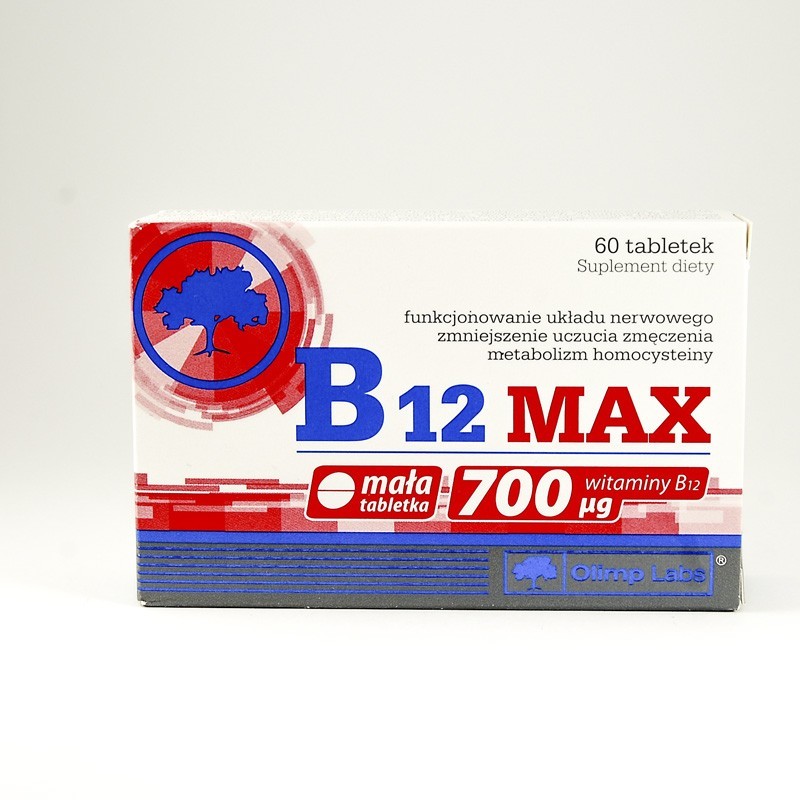 60 tabletek
Suplement diety
funkcjonowanie układu nerwowego
zmniejszenie uczucia zmęczenia
metabolizm homocysteiny
B12 MAX
mała
tabletka
700 µg
witaminy B12
Olimp Labs®